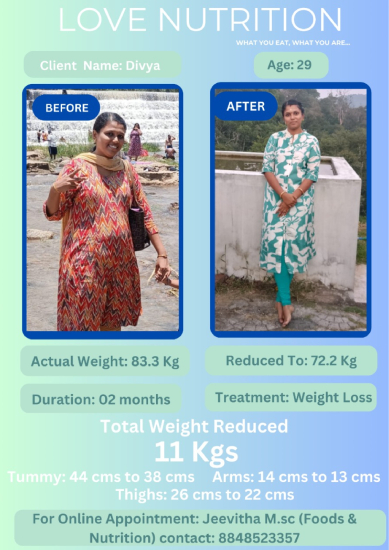 LOVE NUTRITION
WHAT YOU EAT, WHAT YOU ARE...
Client Name: Divya
Age: 29
BEFORE
AFTER
Actual Weight: 83.3 Kg
Reduced To: 72.2 Kg
Duration: 02 months
Treatment: Weight Loss
Total Weight Reduced
11 Kgs
Tummy: 44 cms to 38 cms Arms: 14 cms to 13 cms
Thighs: 26 cms to 22 cms
For Online Appointment: Jeevitha M.sc (Foods &
Nutrition) contact: 8848523357